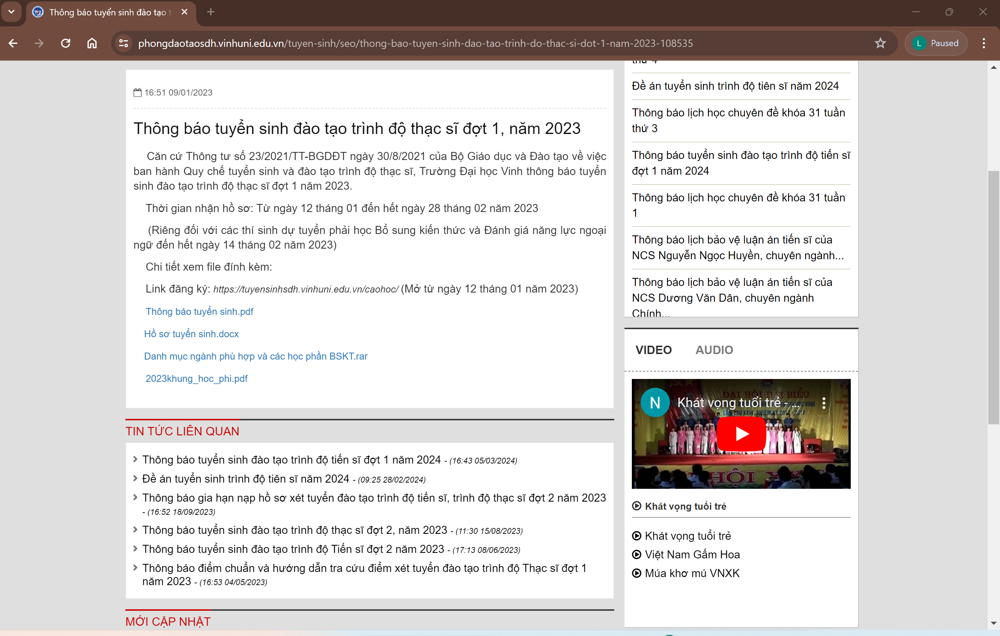 Thông báo tuyển sinh đào tạo t
phongdaotaosdh.vinhuni.edu.vn/tuyen-sinh/seo/thong-bao-tuyen-sinh-dao-tao-trinh-do-thac-si-dot-1-nam-2023-108535
L Paused
16:51 09/01/2023
Thông báo tuyển sinh đào tạo trình độ thạc sĩ đợt 1, năm 2023
Căn cứ Thông tư số 23/2021/TT-BGDĐT ngày 30/8/2021 của Bộ Giáo dục và Đào tạo về việc
ban hành Quy chế tuyển sinh và đào tạo trình độ thạc sĩ, Trường Đại học Vinh thông báo tuyển
sinh đào tạo trình độ thạc sĩ đợt 1 năm 2023.
Thời gian nhận hồ sơ: Từ ngày 12 tháng 01 đến hết ngày 28 tháng 02 năm 2023
(Riêng đối với các thí sinh dự tuyển phải học Bổ sung kiến thức và Đánh giá năng lực ngoại
ngữ đến hết ngày 14 tháng 02 năm 2023)
Chi tiết xem file đính kèm:
Link đăng ký: https://tuyensinhsdh.vinhuni.edu.vn/caohoc/ (Mở từ ngày 12 tháng 01 năm 2023)
Thông báo tuyển sinh.pdf
Hồ sơ tuyển sinh.docx
Danh mục ngành phù hợp và các học phần BSKT.rar
2023khung_hoc_phi.pdf
TIN TỨC LIÊN QUAN
Thông báo tuyển sinh đào tạo trình độ tiến sĩ đợt 1 năm 2024 - (16:43 05/03/2024)
Đề án tuyển sinh trình độ tiên sĩ năm 2024 - (09:25 28/02/2024)
Thông báo gia hạn nạp hồ sơ xét tuyển đào tạo trình độ tiến sĩ, trình độ thạc sĩ đợt 2 năm 2023
- (16:52 18/09/2023)
Thông báo tuyển sinh đào tạo trình độ thạc sĩ đợt 2, năm 2023 - (11:30 15/08/2023)
Thông báo tuyển sinh đào tạo trình độ Tiến sĩ đợt 2 năm 2023 - (17:13 08/06/2023)
Thông báo điểm chuẩn và hướng dẫn tra cứu điểm xét tuyển đào tạo trình độ Thạc sĩ đợt 1
năm 2023 - (16:53 04/05/2023)
MỚI CẬP NHẬT
thứ 4
Đề án tuyển sinh trình độ tiên sĩ năm 2024
Thông báo lịch học chuyên đề khóa 31 tuần
thứ 3
Thông báo tuyển sinh đào tạo trình độ tiến sĩ
đợt 1 năm 2024
Thông báo lịch học chuyên đề khóa 31 tuần
1
Thông báo lịch bảo vệ luận án tiến sĩ của
NCS Nguyễn Ngọc Huyền, chuyên ngành...
Thông báo lịch bảo vệ luận án tiến sĩ của
NCS Dương Văn Dân, chuyên ngành
Chính...
VIDEO AUDIO
ĐẠI HỘI ĐẠI BIỂU
N Khát vọng tuổi trẻ - ...
LẦN THỨ XXIX, NHIỆM KỲ 2012 - 2017
HỘI
Khát vọng tuổi trẻ
Khát vọng tuổi trẻ
Việt Nam Gấm Hoa
Múa khơ mú VNXK